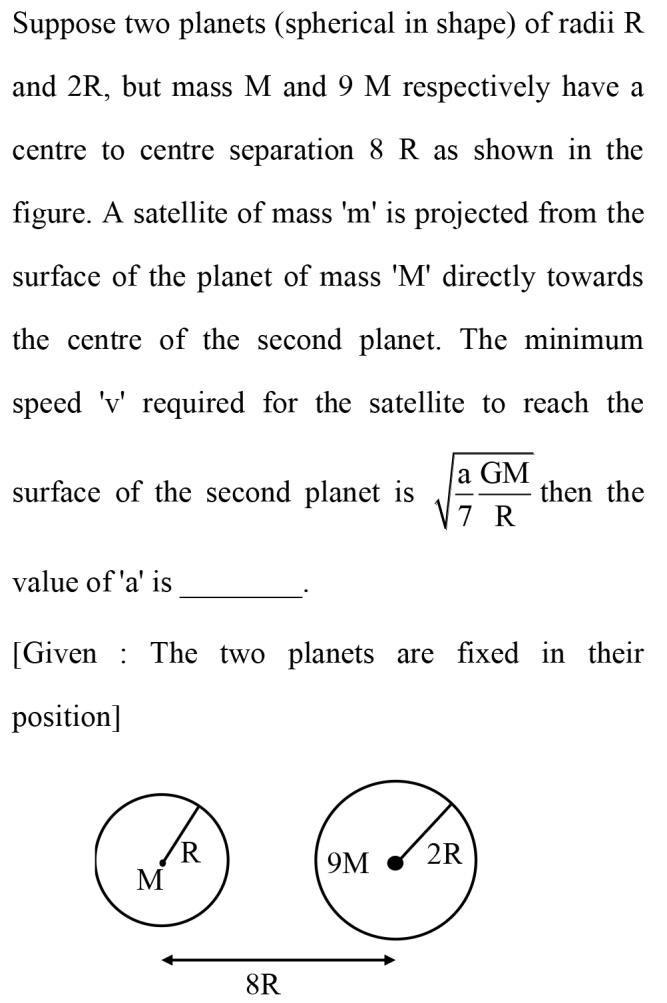 Suppose two planets (spherical in shape) of radii R
and 2R, but mass M and 9 M respectively have a
centre to centre separation 8 R as shown in the
figure. A satellite of mass 'm' is projected from the
surface of the planet of mass 'M' directly towards
the centre of the second planet. The minimum
speed 'v' required for the satellite to reach the
surface of the second planet is √(a/7 GM/R) then the
value of 'a' is ________.
[Given : The two planets are fixed in their
position]
R
M
9M
2R
8R